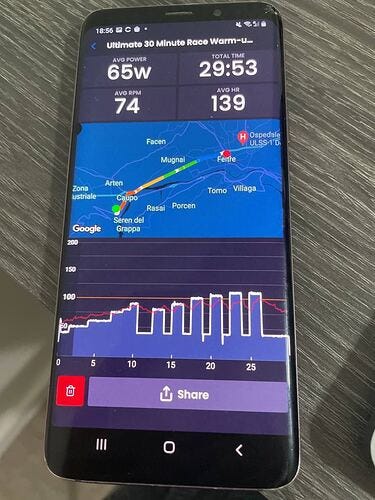 18:56
Ultimate 30 Minute Race Warm-u...
AVG POWER
65w
TOTAL TIME
29:53
AVG RPM
74
AVG HR
139
Facen
Ospedale
ULSS-1 D
H
Mugnai
Feltre
Zona
ustriale
Arten
Caupo
Tomo
Villaga
Rasai
Porcen
Seren del
Grappa
Google
200
150
100
50
0
5
10
15
20
25
Share